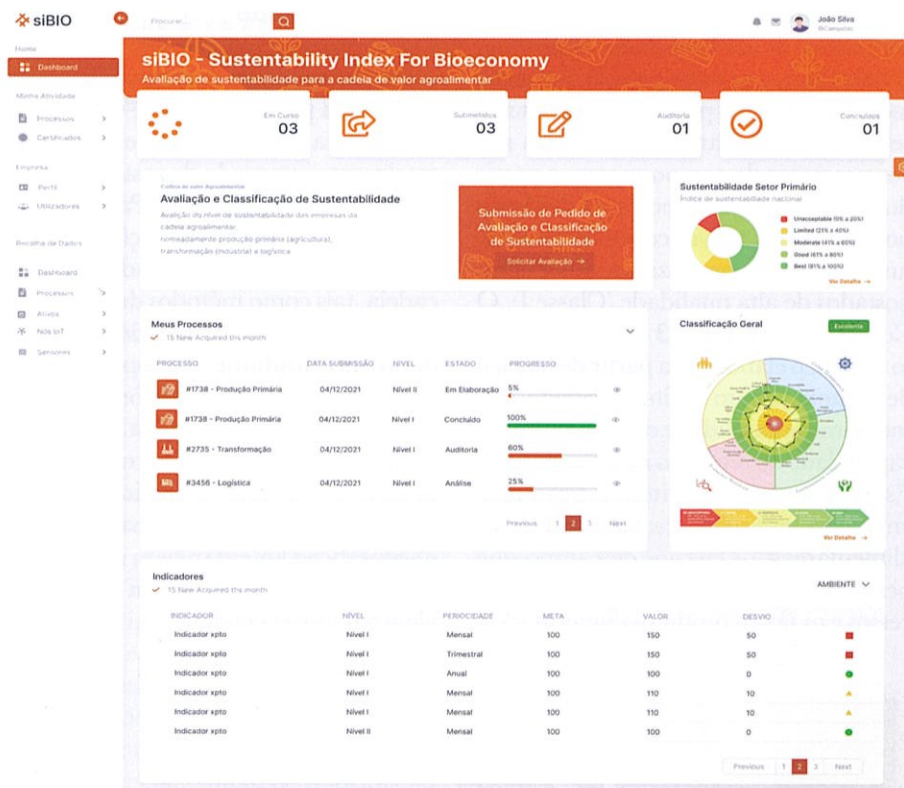 siBIO
Procurar...
João Silva
Home
Dashboard
Minha Atividade
Processos
Certificados
Empresa
Perfil
Utilizadores
Recolha de Dados
Dashboard
Processos
Ativos
Nós IoT
Sensores
siBIO - Sustentability Index For Bioeconomy
Avaliação de sustentabilidade para a cadeia de valor agroalimentar
Em Curso
03
03
Auditoria
01
Concluídos
01
Cadeia de valor Agroalimentar
Avaliação e Classificação de Sustentabilidade
Avalição do nível de sustentabilidade das empresas da
cadeia agroalimentar,
nomeadamente produção primária (agricultura),
transformação (industrial) e logística
Submissão de Pedido de
Avaliação e Classificação
de Sustentabilidade
Solicitar Avaliação →
Sustentabilidade Setor Primário
Índice de sustentabiliade nacional
Unacceptable (0% a 20%)
Limited (21% a 40%)
Moderate (41% a 60%)
Good (61% a 80%)
Best (81% a 100%)
Ver Detalhe →
Meus Processos
15 New Acquired ths month
PROCESSO DATA SUBMISSÃO NIVEL ESTADO PROGRESSO
#1738 - Produção Primária 04/12/2021 Nível II Em Elaboração 5%
#1738 - Produção Primária 04/12/2021 Nível I Concluído 100%
#2735 - Transformação 04/12/2021 Nível I Auditoria 60%
#3456 - Logística 04/12/2021 Nível I Análise 25%
Previous 1 2 3 Next
Classificação Geral
Excelente
Ver Detalhe →
Indicadores
15 New Acquired ths month
AMBIENTE
INDICADOR NÍVEL PERIOCIDADE META VALOR DESVIO
Indicador xpto Nível I Mensal 100 150 50
Indicador xpto Nível I Trimestral 100 150 50
Indicador xpto Nível I Anual 100 100 0
Indicador xpto Nível I Mensal 100 110 10
Indicador xpto Nível I Mensal 100 110 10
Indicador xpto Nível II Mensal 100 100 0
Previous 1 2 3 Next